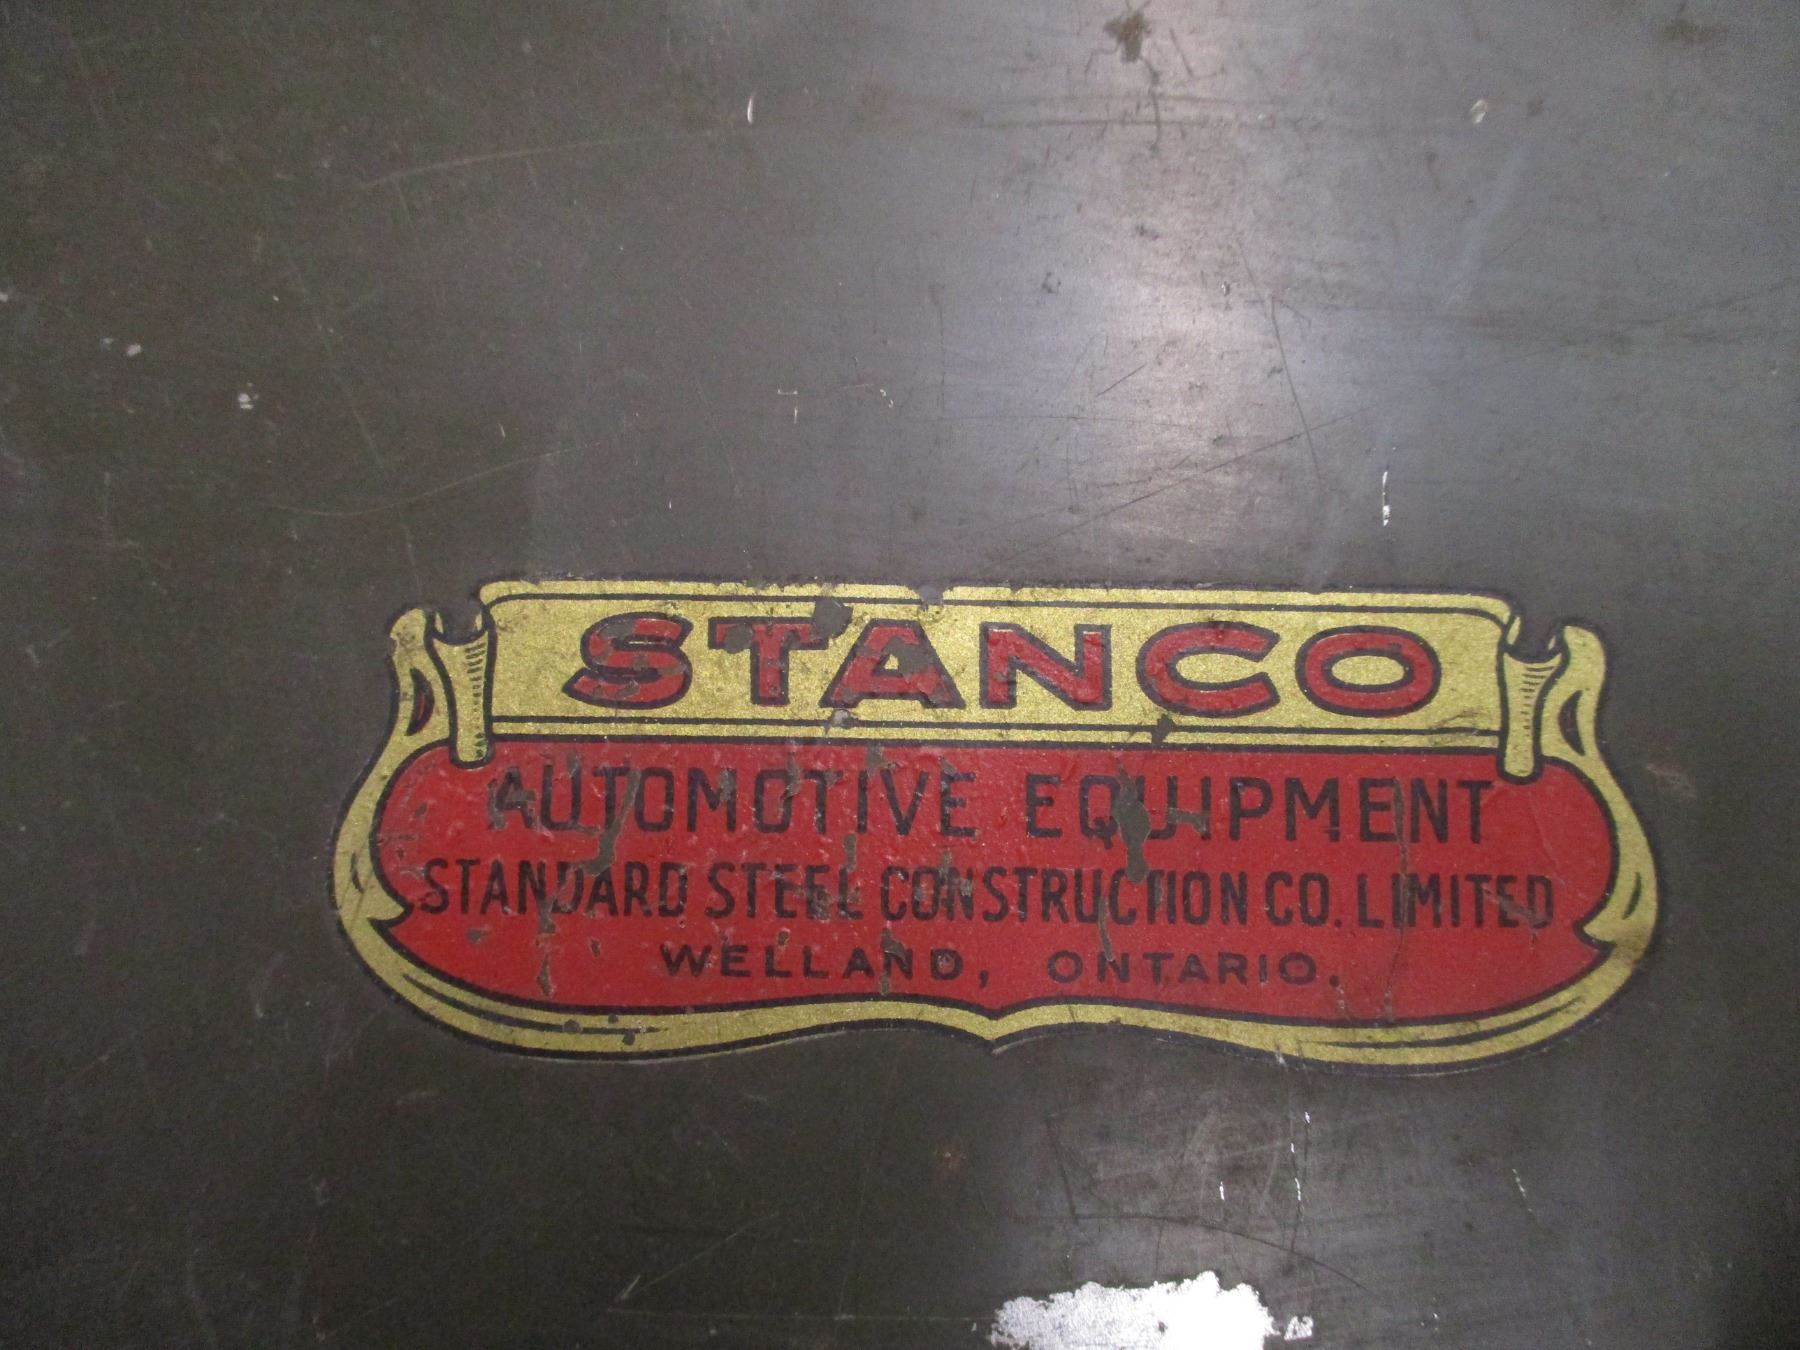 STANCO
AUTOMOTIVE EQUIPMENT
STANDARD STEEL CONSTRUCTION CO. LIMITED
WELLAND, ONTARIO.